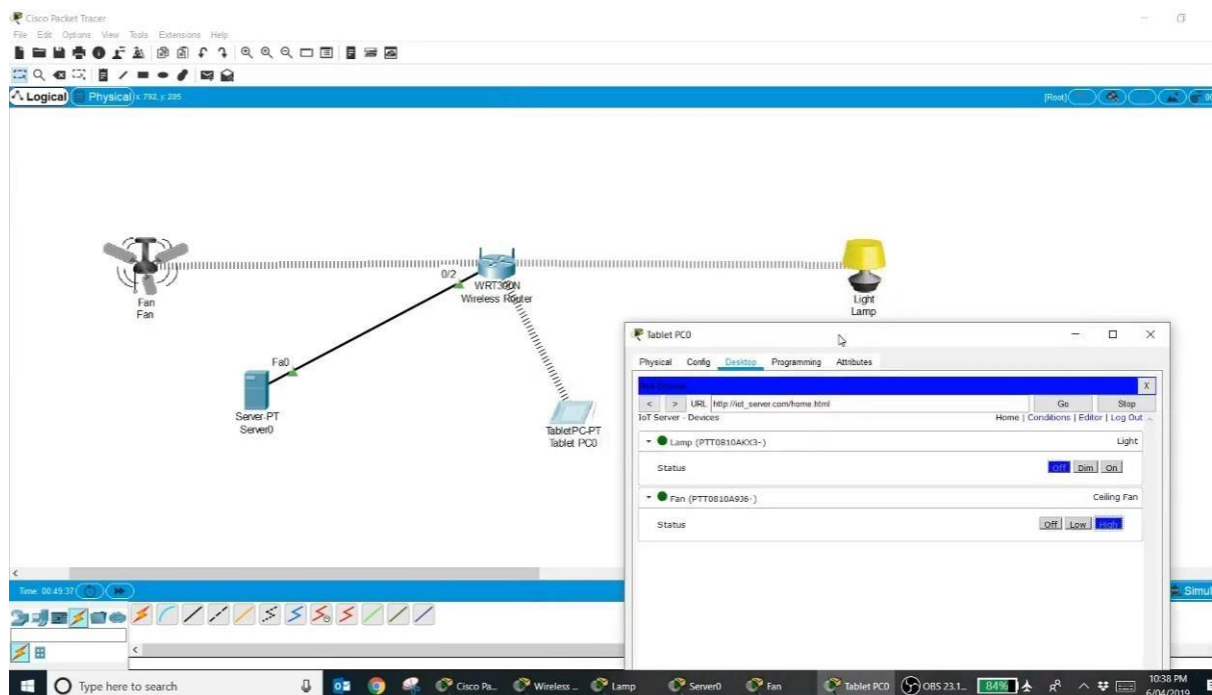 Cisco Packet Tracer
File Edit Options View Tools Extensions Help
Logical Physical x: 792, y: 205 [Root]
0/2
WRT300N
Wireless Router
Fan
Fan
Light
Lamp
Fa0
Server-PT
Server0
TabletPC-PT
Tablet PC0
Tablet PC0
Physical Config Desktop Programming Attributes
X
< > URL http://iot_server.com/home.html Go Stop
IoT Server - Devices Home | Conditions | Editor | Log Out
Lamp (PTT0810AKX3-) Light
Status Off Dim On
Fan (PTT0810A9J6-) Ceiling Fan
Status Off Low High
Time: 00:49:37
Simul
Type here to search Cisco Pa... Wireless ... Lamp Server0 Fan Tablet PC0 OBS 23.1... 84% 10:38 PM
6/04/2019